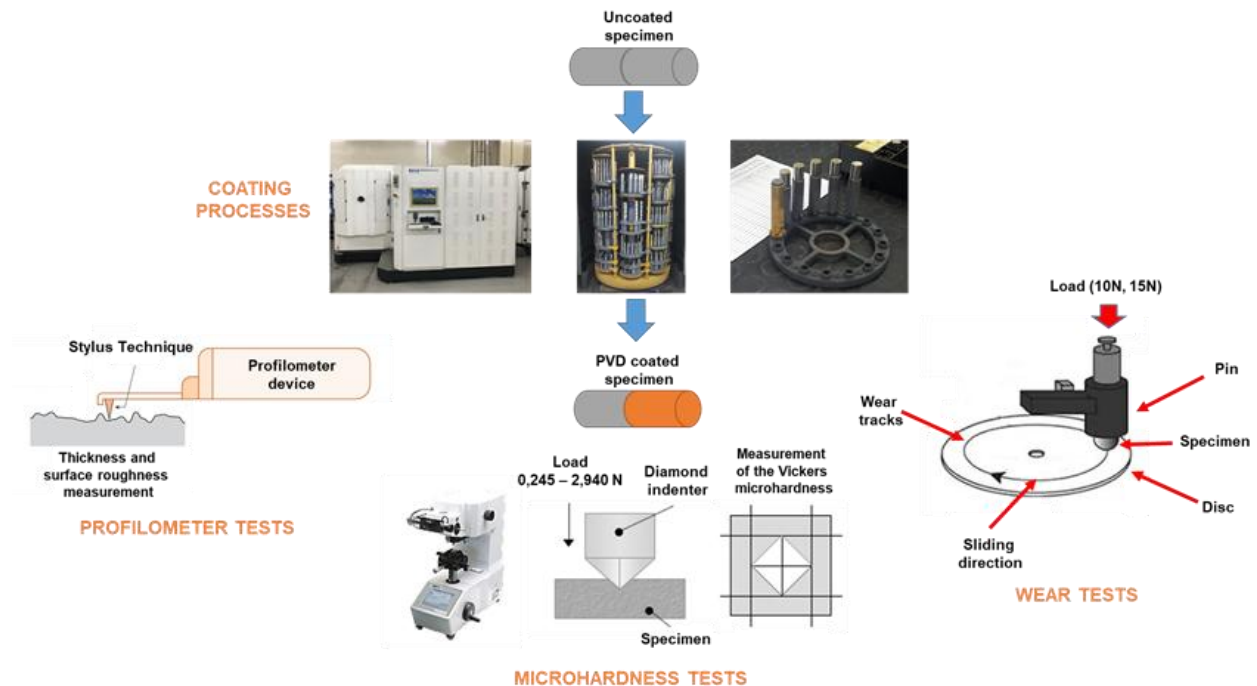 Uncoated
specimen
COATING
PROCESSES
PVD coated
specimen
Stylus Technique
Profilometer
device
Thickness and
surface roughness
measurement
PROFILOMETER TESTS
Load
0,245 – 2,940 N
Diamond
indenter
Measurement
of the Vickers
microhardness
Specimen
MICROHARDNESS TESTS
Load (10N, 15N)
Pin
Wear
tracks
Specimen
Disc
Sliding
direction
WEAR TESTS